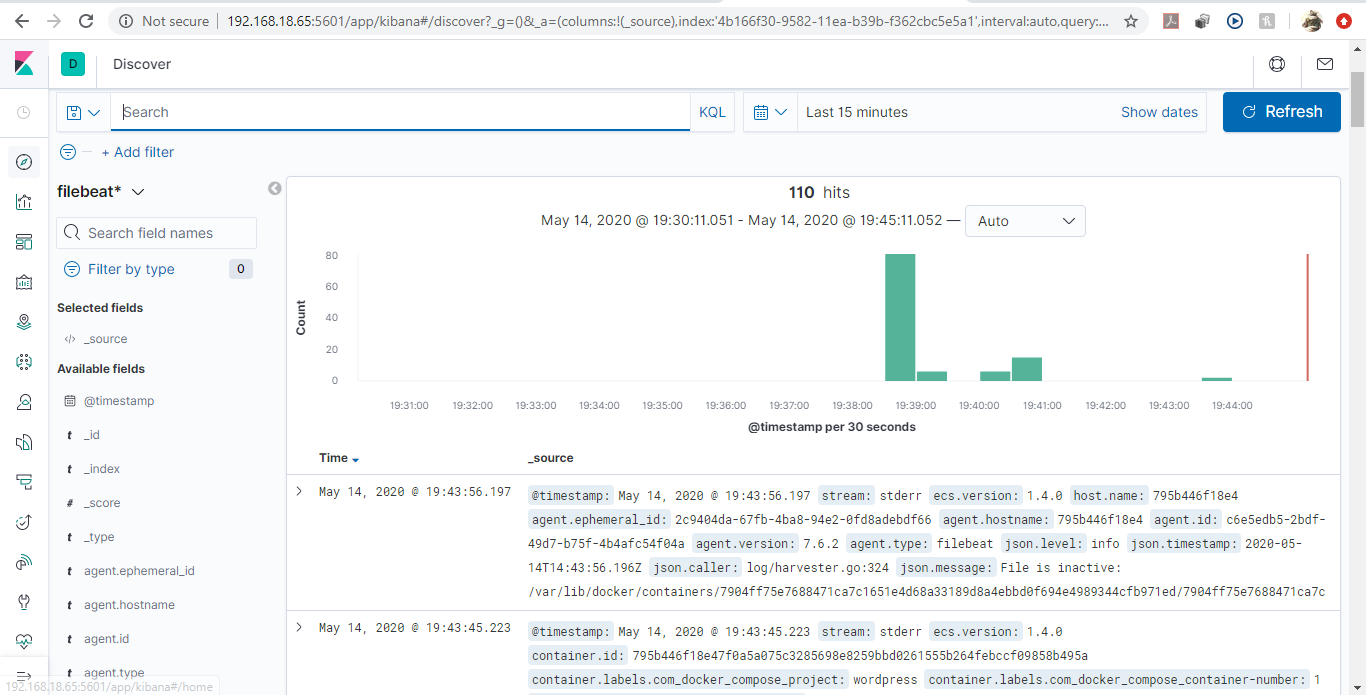 Not secure 192.168.18.65:5601/app/kibana#/discover?_g=()&_a=(columns:!(_source),index:'4b166f30-9582-11ea-b39b-f362cbc5e5a1',interval:auto,query:...
D Discover
Search KQL Last 15 minutes Show dates Refresh
+ Add filter
filebeat*
Search field names
Filter by type 0
Selected fields
_source
Available fields
@timestamp
t _id
t _index
# _score
t _type
t agent.ephemeral_id
t agent.hostname
t agent.id
t agent.type
192.168.18.65:5601/app/kibana#/home
110 hits
May 14, 2020 @ 19:30:11.051 - May 14, 2020 @ 19:45:11.052 — Auto
Count
80
60
40
20
0
19:31:00 19:32:00 19:33:00 19:34:00 19:35:00 19:36:00 19:37:00 19:38:00 19:39:00 19:40:00 19:41:00 19:42:00 19:43:00 19:44:00
@timestamp per 30 seconds
Time _source
May 14, 2020 @ 19:43:56.197 @timestamp: May 14, 2020 @ 19:43:56.197 stream: stderr ecs.version: 1.4.0 host.name: 795b446f18e4
agent.ephemeral_id: 2c9404da-67fb-4ba8-94e2-0fd8adebdf66 agent.hostname: 795b446f18e4 agent.id: c6e5edb5-2bdf-
49d7-b75f-4b4afc54f04a agent.version: 7.6.2 agent.type: filebeat json.level: info json.timestamp: 2020-05-
14T14:43:56.196Z json.caller: log/harvester.go:324 json.message: File is inactive:
/var/lib/docker/containers/7904ff75e7688471ca7c1651e4d68a33189d8a4ebbd0f694e4989344cfb971ed/7904ff75e7688471ca7c
May 14, 2020 @ 19:43:45.223 @timestamp: May 14, 2020 @ 19:43:45.223 stream: stderr ecs.version: 1.4.0
container.id: 795b446f18e47f0a5a075c3285698e8259bbd0261555b264febccf09858b495a
container.labels.com_docker_compose_project: wordpress container.labels.com_docker_compose_container-number: 1